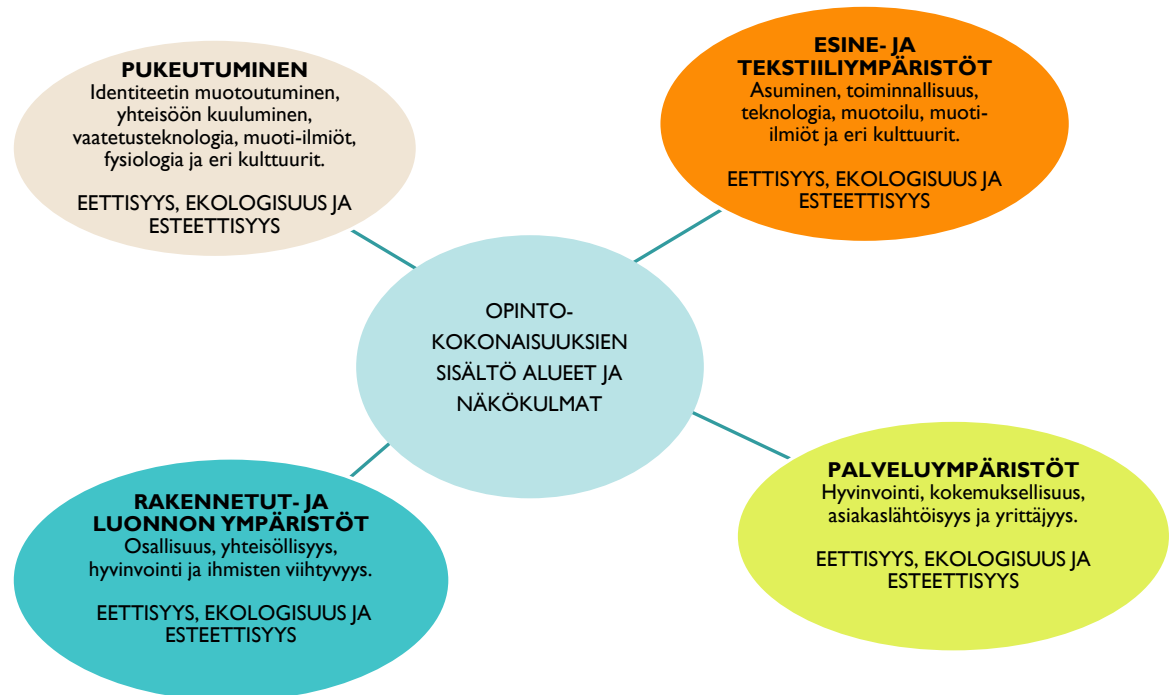 PUKEUTUMINEN
Identiteetin muotoutuminen,
yhteisöön kuuluminen,
vaatetusteknologia, muoti-ilmiöt,
fysiologia ja eri kulttuurit.
EETTISYYS, EKOLOGISUUS JA
ESTEETTISYYS
ESINE- JA
TEKSTIILIYMPÄRISTÖT
Asuminen, toiminnallisuus,
teknologia, muotoilu, muoti-
ilmiöt ja eri kulttuurit.
EETTISYYS, EKOLOGISUUS JA
ESTEETTISYYS
OPINTO-
KOKONAISUUKSIEN
SISÄLTÖ ALUEET JA
NÄKÖKULMAT
RAKENNETUT- JA
LUONNON YMPÄRISTÖT
Osallisuus, yhteisöllisyys,
hyvinvointi ja ihmisten viihtyvyys.
EETTISYYS, EKOLOGISUUS JA
ESTEETTISYYS
PALVELUYMPÄRISTÖT
Hyvinvointi, kokemuksellisuus,
asiakaslähtöisyys ja yrittäjyys.
EETTISYYS, EKOLOGISUUS JA
ESTEETTISYYS